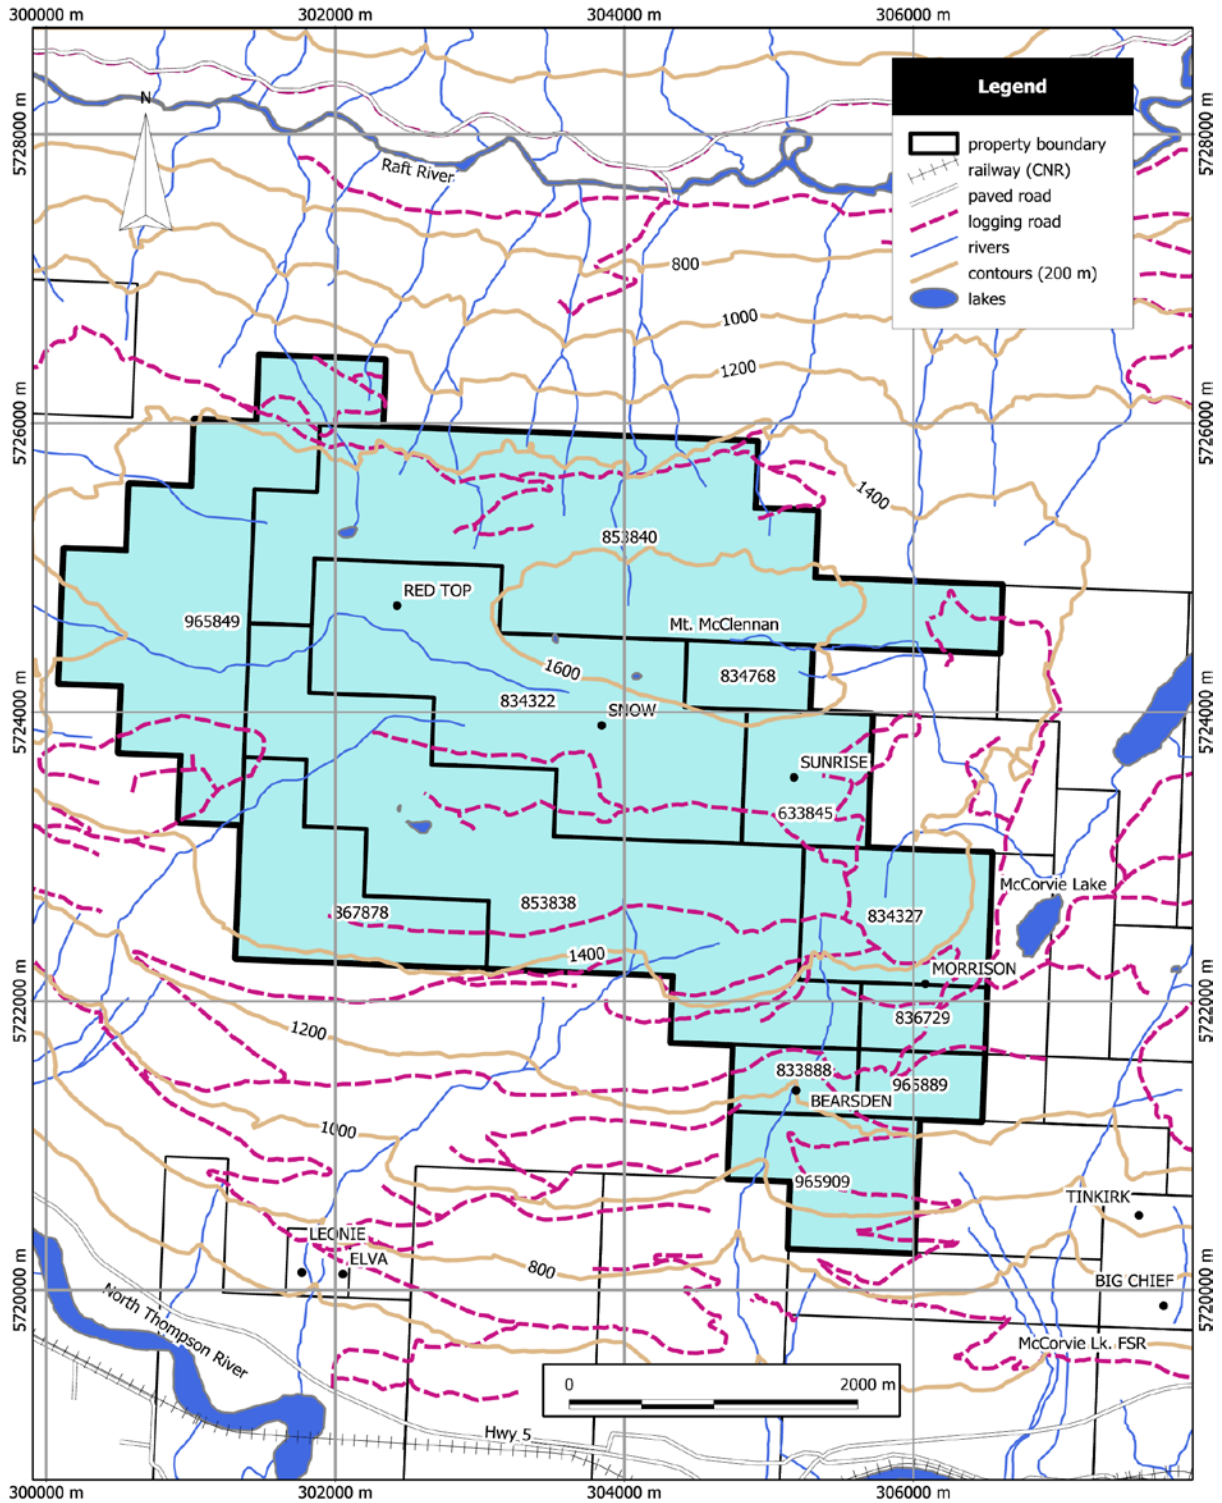 300000 m
302000 m
304000 m
306000 m
Legend
property boundary
railway (CNR)
paved road
logging road
rivers
contours (200 m)
lakes
N
5728000 m
5728000 m
Raft River
800
1000
1200
5726000 m
5726000 m
1400
853840
RED TOP
965849
Mt. McClennan
1600
834768
834322
SNOW
5724000 m
5724000 m
SUNRISE
633845
McCorvie Lake
853838
867878
834327
1400
MORRISON
5722000 m
5722000 m
836729
1200
833888
965889
BEARSDEN
1000
965909
TINKIRK
LEONIE
ELVA
800
BIG CHIEF
5720000 m
5720000 m
North Thompson River
McCorvie Lk. FSR
0
2000 m
Hwy 5
300000 m
302000 m
304000 m
306000 m